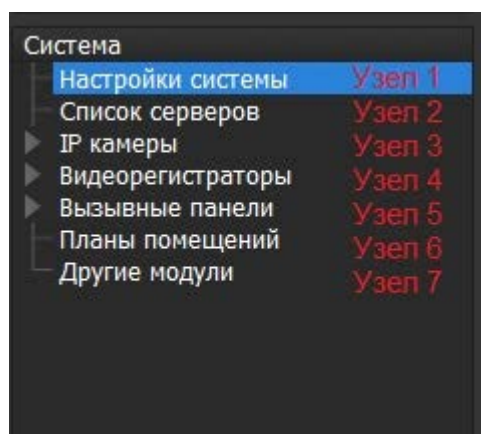 Система
Настройки системы Узел 1
Список серверов Узел 2
IP камеры Узел 3
Видеорегистраторы Узел 4
Вызывные панели Узел 5
Планы помещений Узел 6
Другие модули Узел 7